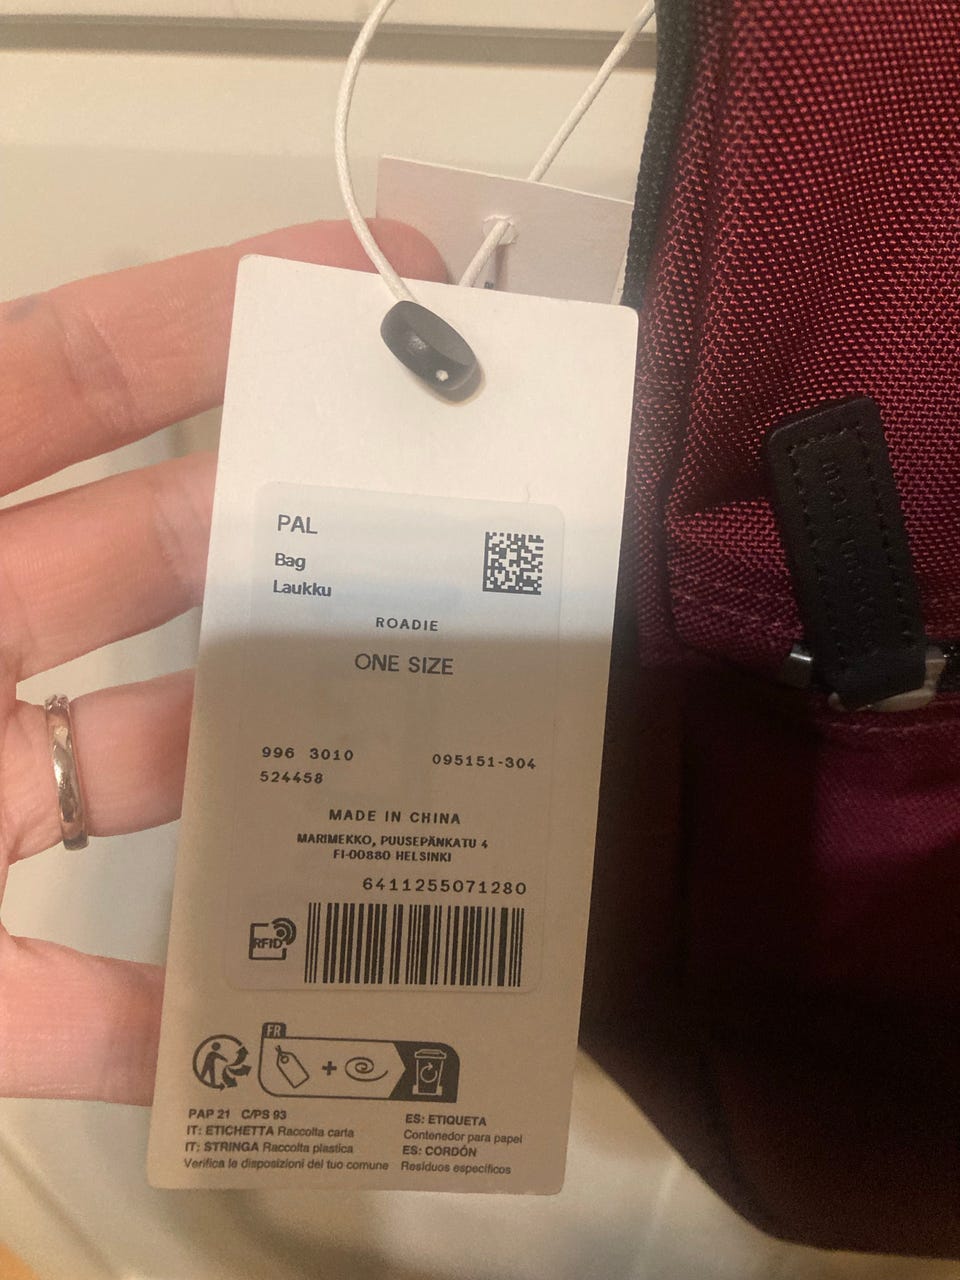 PAL
Bag
Laukku
ROADIE
ONE SIZE
996 3010 095151-304
524458
MADE IN CHINA
MARIMEKKO, PUUSEPÄNKATU 4
FI-00880 HELSINKI
6411255071280
RFID
FR
PAP 21 C/PS 93
IT: ETICHETTA Raccolta carta
IT: STRINGA Raccolta plastica
Verifica le disposizioni del tuo comune
ES: ETIQUETA
Contenedor para papel
ES: CORDÓN
Residuos específicos
marimekko